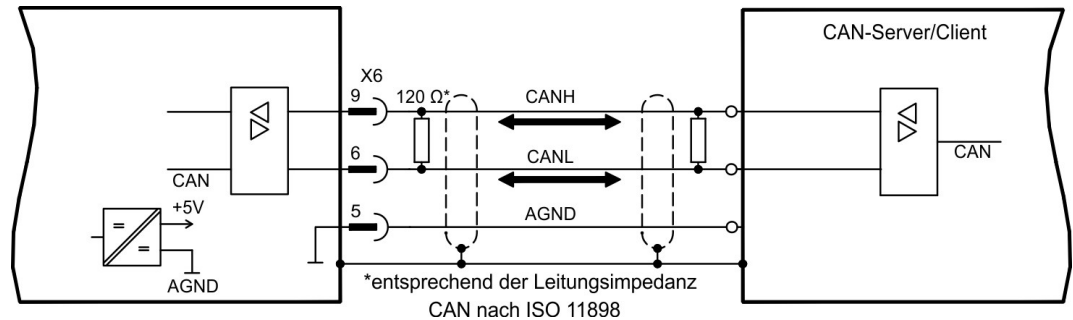 CAN-Server/Client
X6
9
120 Ω*
CANH
6
CANL
CAN
CAN
+5V
5
AGND
=
=
AGND
*entsprechend der Leitungsimpedanz
CAN nach ISO 11898